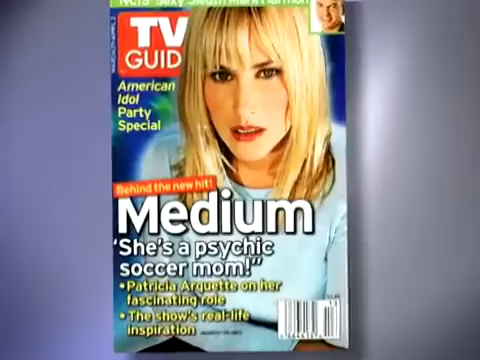 NCIS' Sexy Sleuth Mark Harmon
TV
GUID
American
Idol
Party
Special
Behind the new hit!
Medium
'She's a psychic
soccer mom!"
• Patricia Arquette on her
fascinating role
• The show's real-life
inspiration